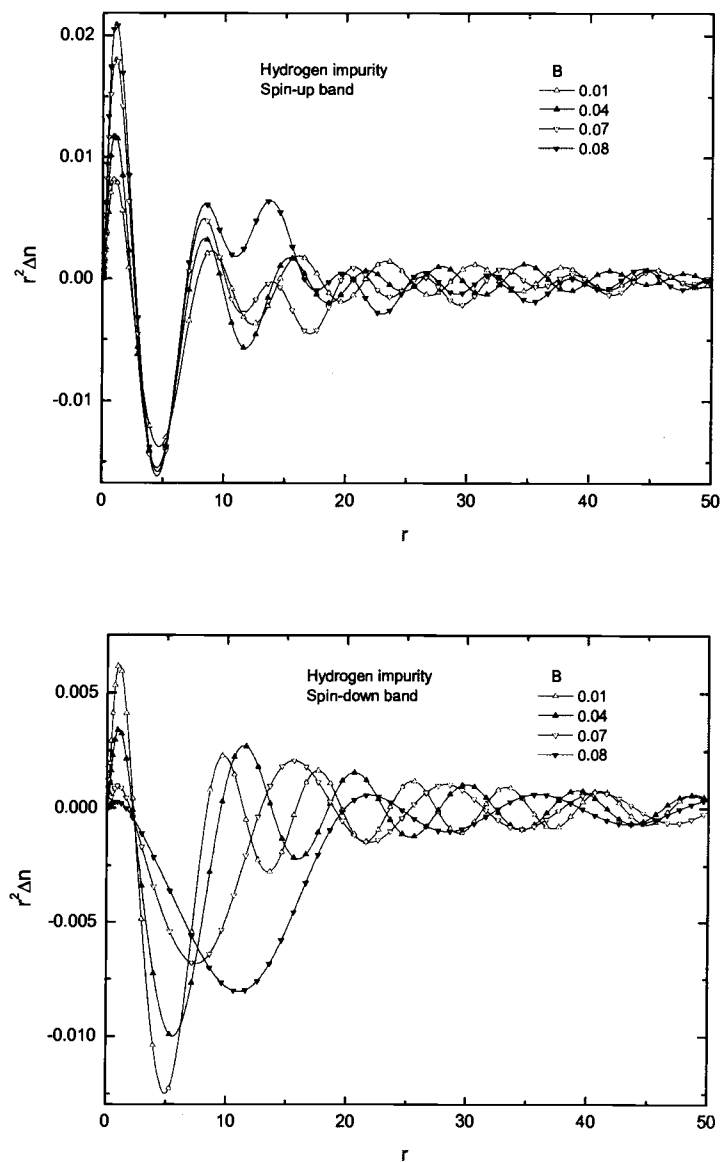 0.02
0.01
0.00
-0.01
r²Δn
Hydrogen impurity
Spin-up band
B
0.01
0.04
0.07
0.08
0 10 20 30 40 50
r
0.005
0.000
-0.005
-0.010
r²Δn
Hydrogen impurity
Spin-down band
B
0.01
0.04
0.07
0.08
0 10 20 30 40 50
r